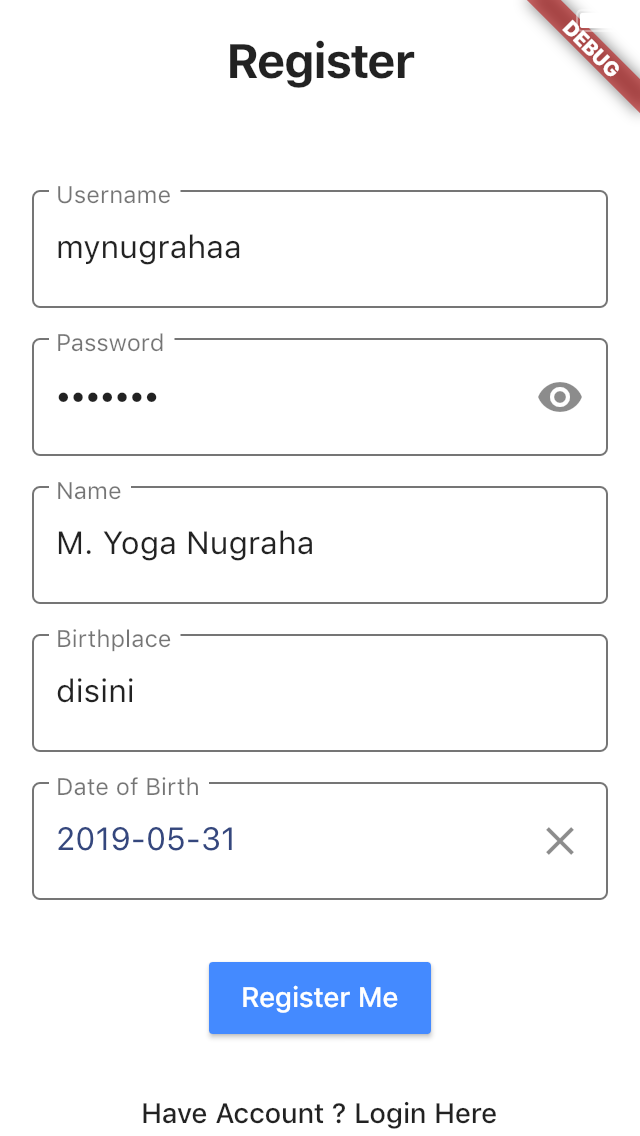 Register
DEBUG
Username
mynugrahaa
Password
•••••••
Name
M. Yoga Nugraha
Birthplace
disini
Date of Birth
2019-05-31
Register Me
Have Account ? Login Here